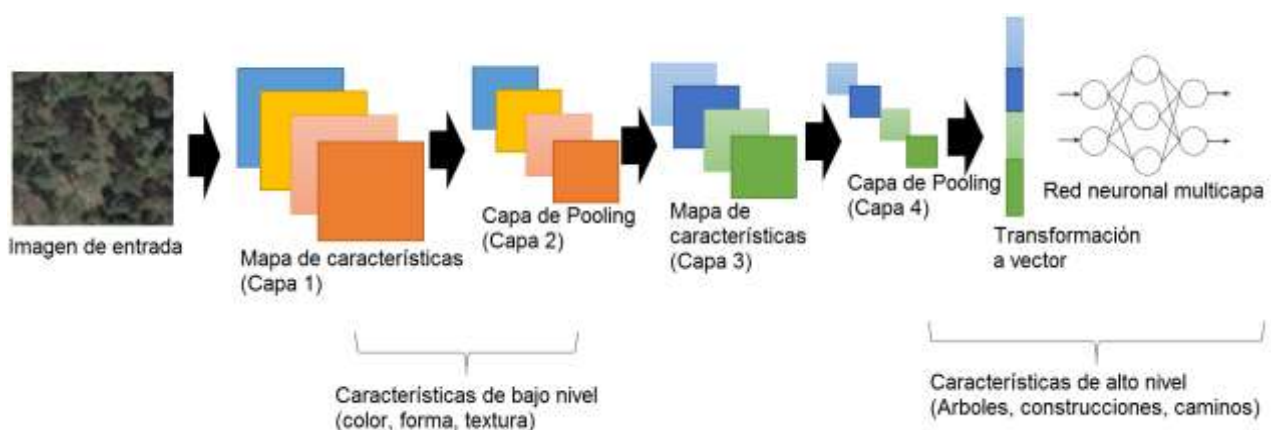 Imagen de entrada
Mapa de características
(Capa 1)
Capa de Pooling
(Capa 2)
Mapa de
características
(Capa 3)
Capa de Pooling
(Capa 4)
Transformación
a vector
Red neuronal multicapa
Características de bajo nivel
(color, forma, textura)
Características de alto nivel
(Arboles, construcciones, caminos)